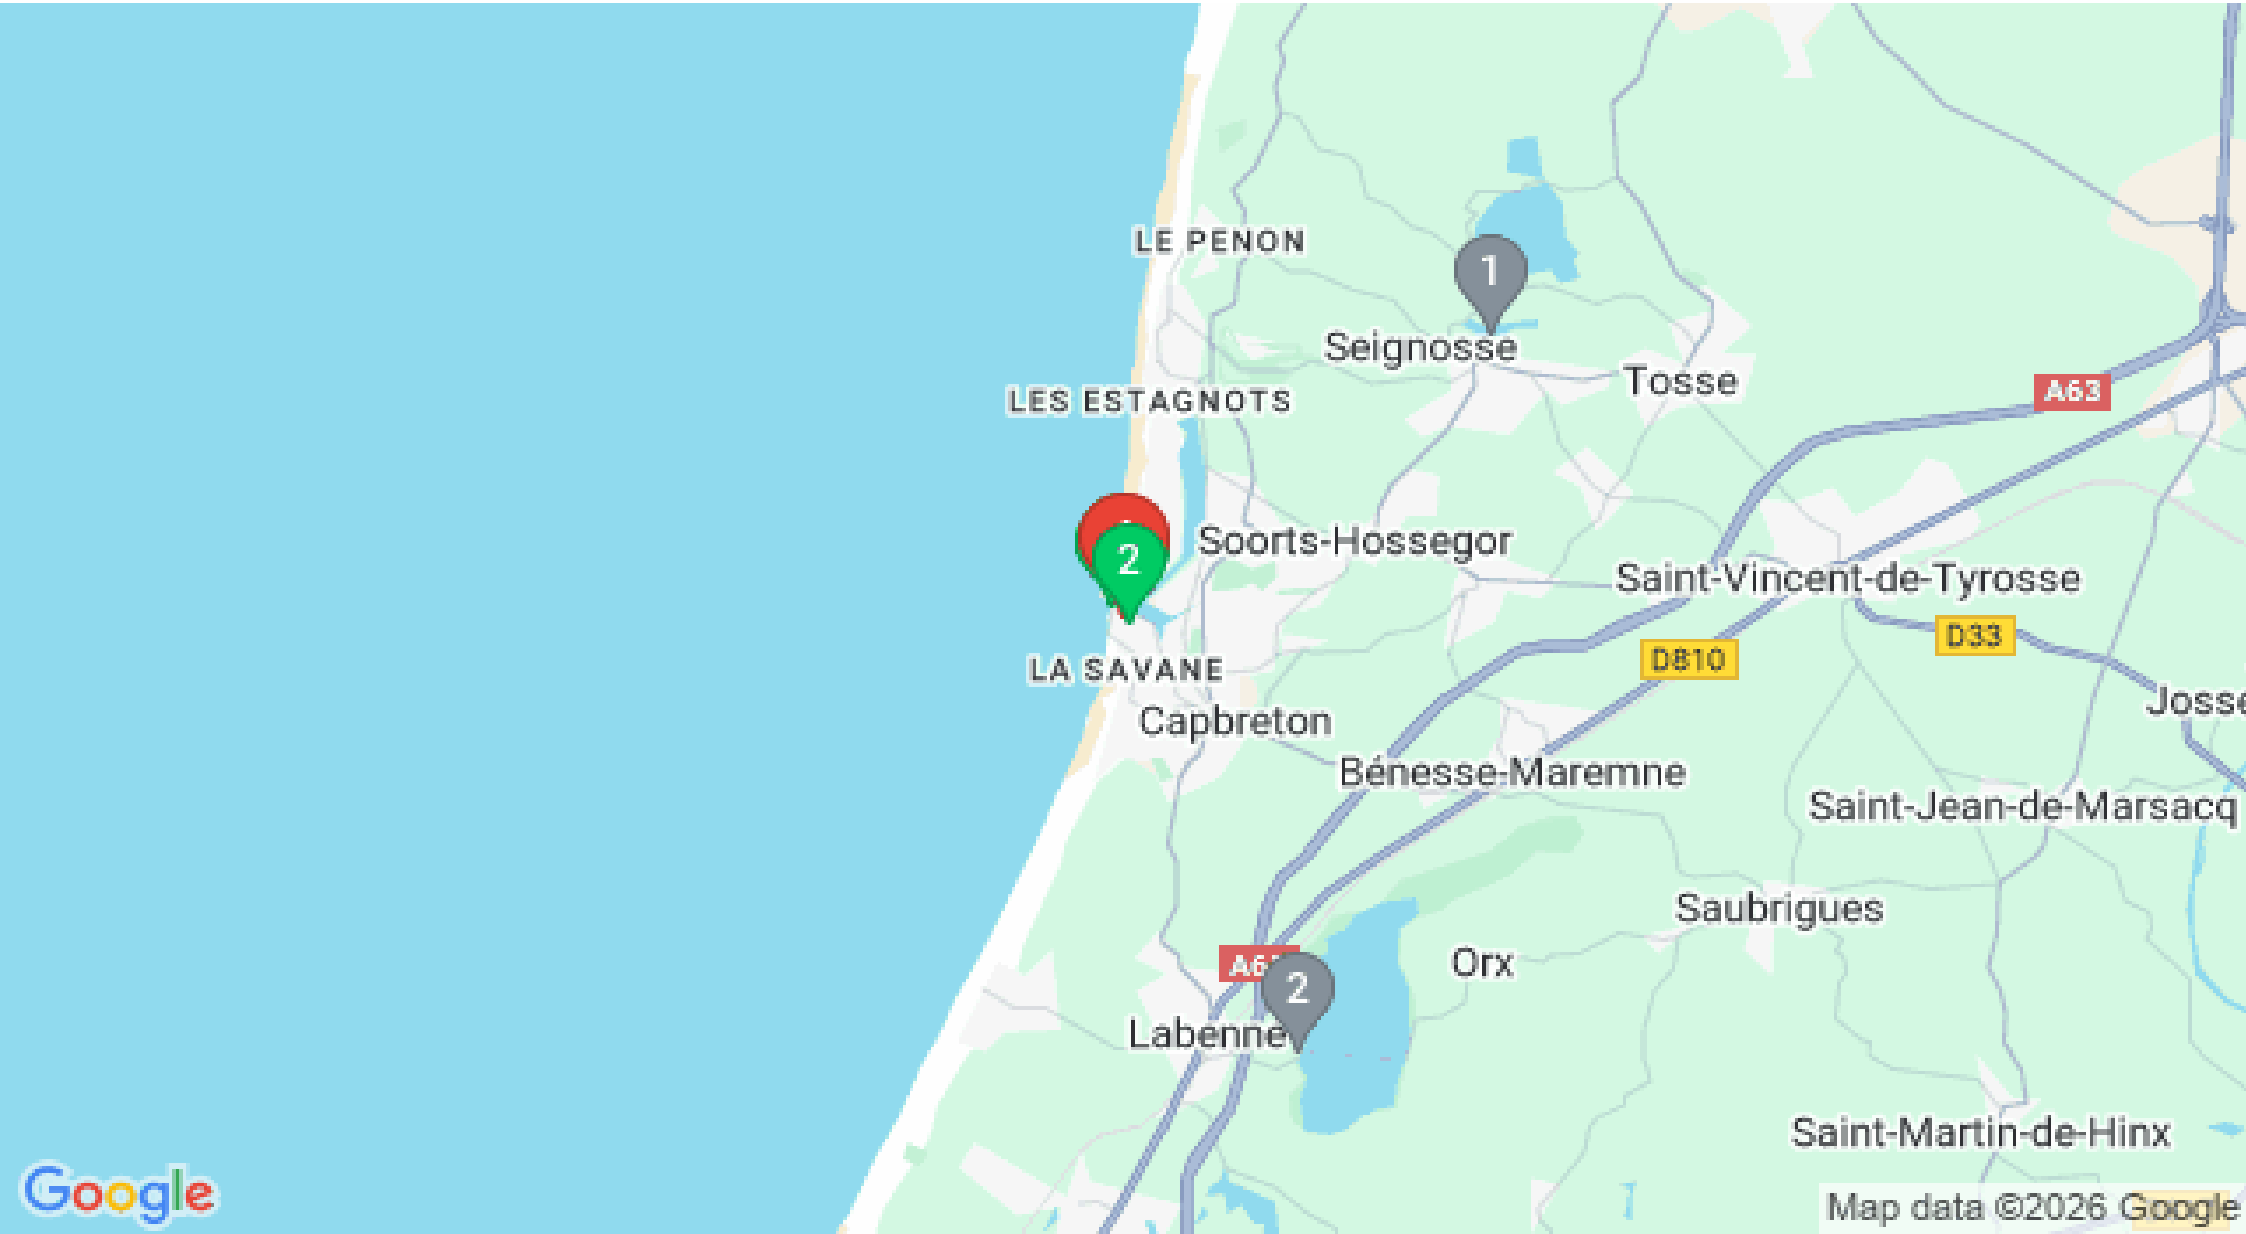 LE PENON
1
Seignosse
Tosse
A63
LES ESTAGNOTS
2
Soorts-Hossegor
Saint-Vincent-de-Tyrosse
D33
D810
LA SAVANE
Josse
Capbreton
Bénesse-Maremne
Saint-Jean-de-Marsacq
Saubrigues
Orx
2
Labenne
Saint-Martin-de-Hinx
Google
Map data ©2026 Google